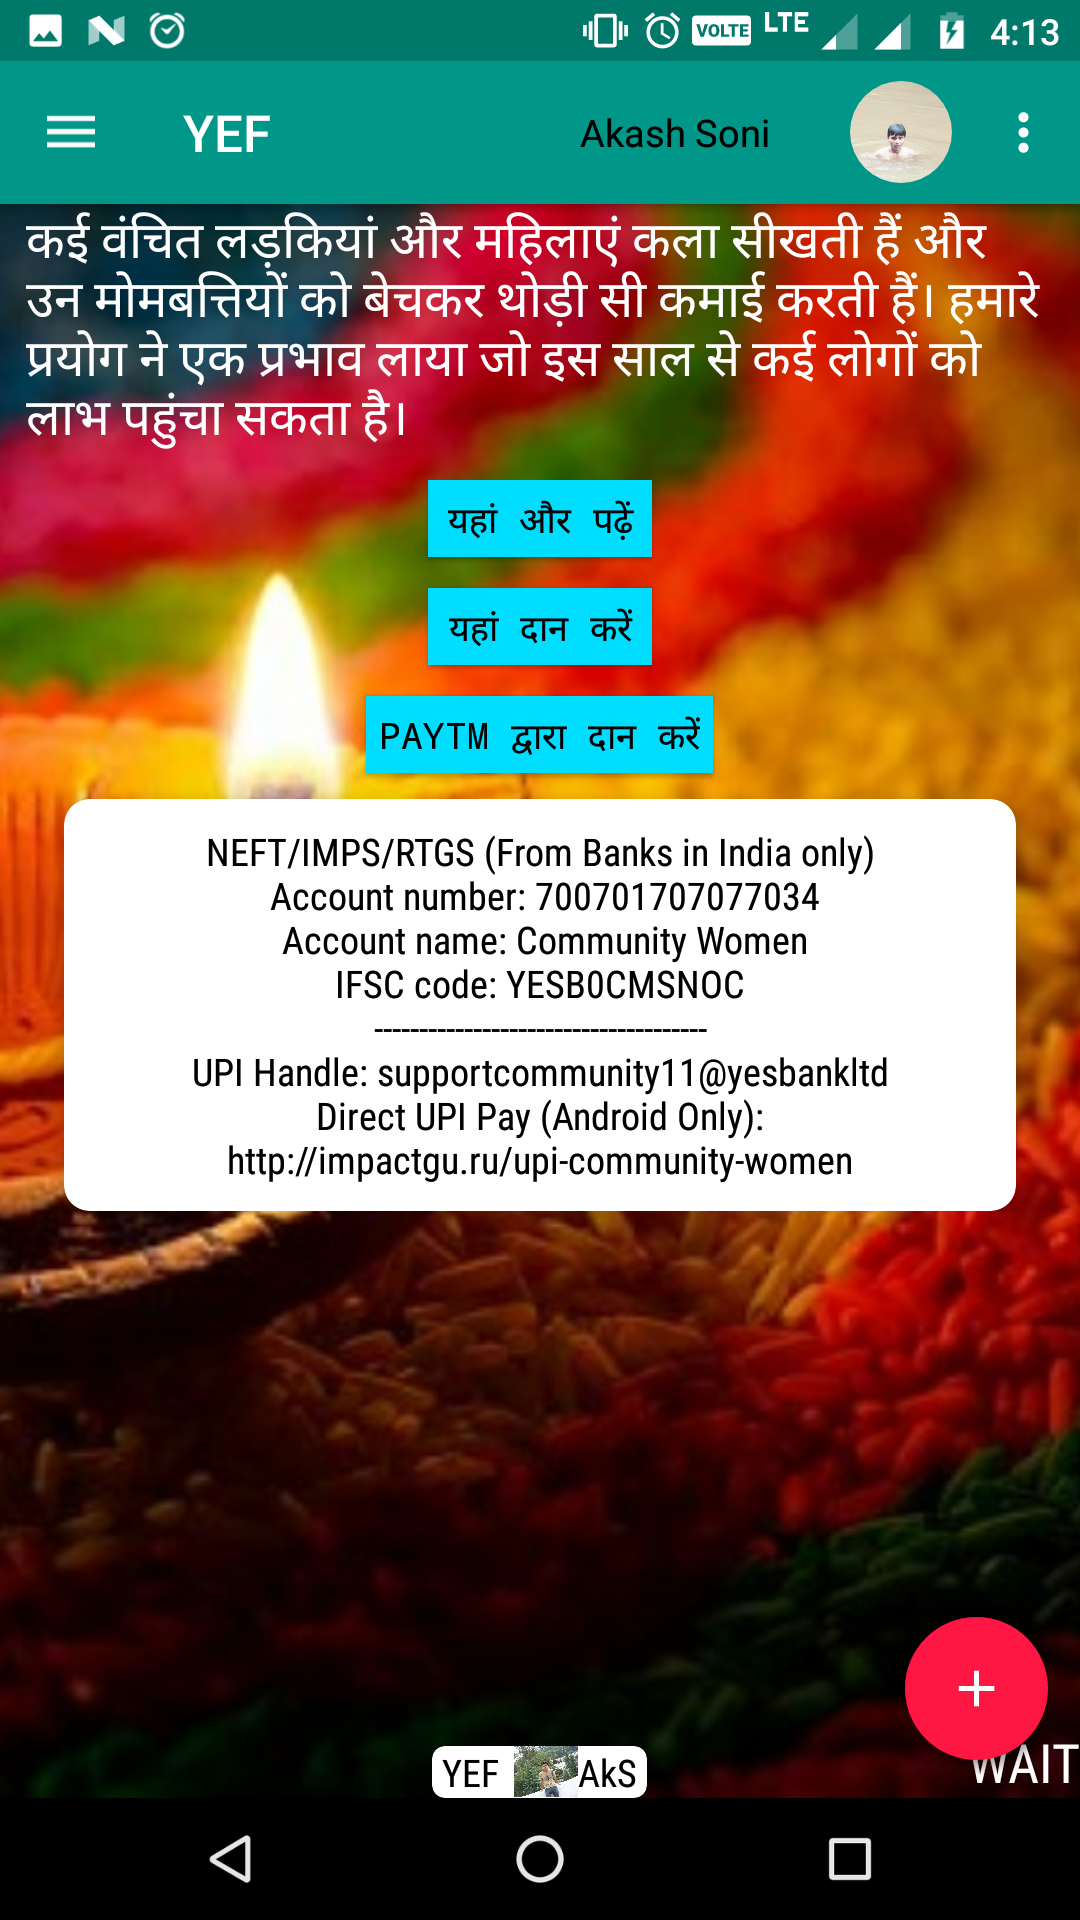 VOLTE LTE 4:13
YEF Akash Soni
कई वंचित लड़कियां और महिलाएं कला सीखती हैं और
उन मोमबत्तियों को बेचकर थोड़ी सी कमाई करती हैं। हमारे
प्रयोग ने एक प्रभाव लाया जो इस साल से कई लोगों को
लाभ पहुंचा सकता है।
यहां और पढ़ें
यहां दान करें
PAYTM द्वारा दान करें
NEFT/IMPS/RTGS (From Banks in India only)
Account number: 700701707077034
Account name: Community Women
IFSC code: YESB0CMSNOC
-------------------------------------
UPI Handle: supportcommunity11@yesbankltd
Direct UPI Pay (Android Only):
http://impactgu.ru/upi-community-women
WAIT
YEF AkS